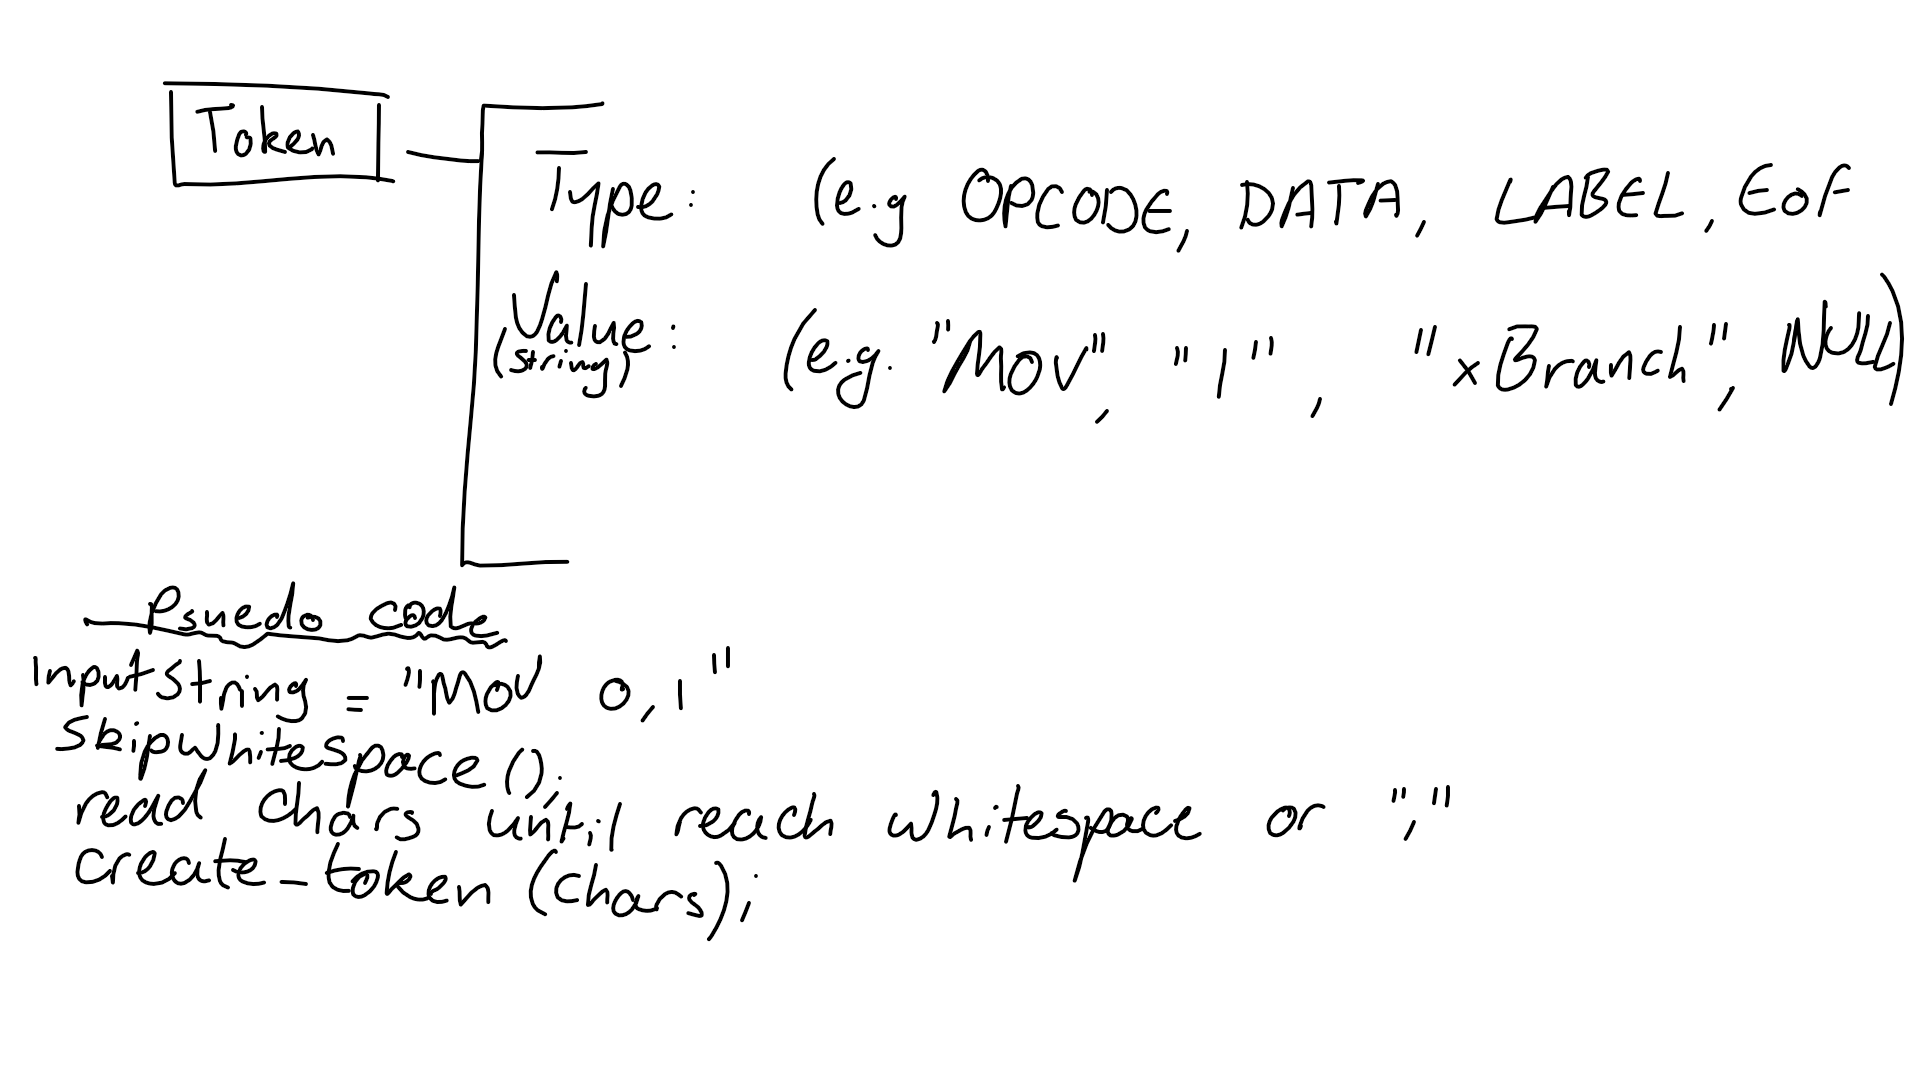 Token
Type: (e.g OPCODE, DATA, LABEL, EoF
Value: (e.g. "MOV", "1", "xBranch", NULL)
(string)
Psuedo code
inputString = "MOV 0,1"
skipwhitespace();
read chars until reach whitespace or ","
create_token(chars);